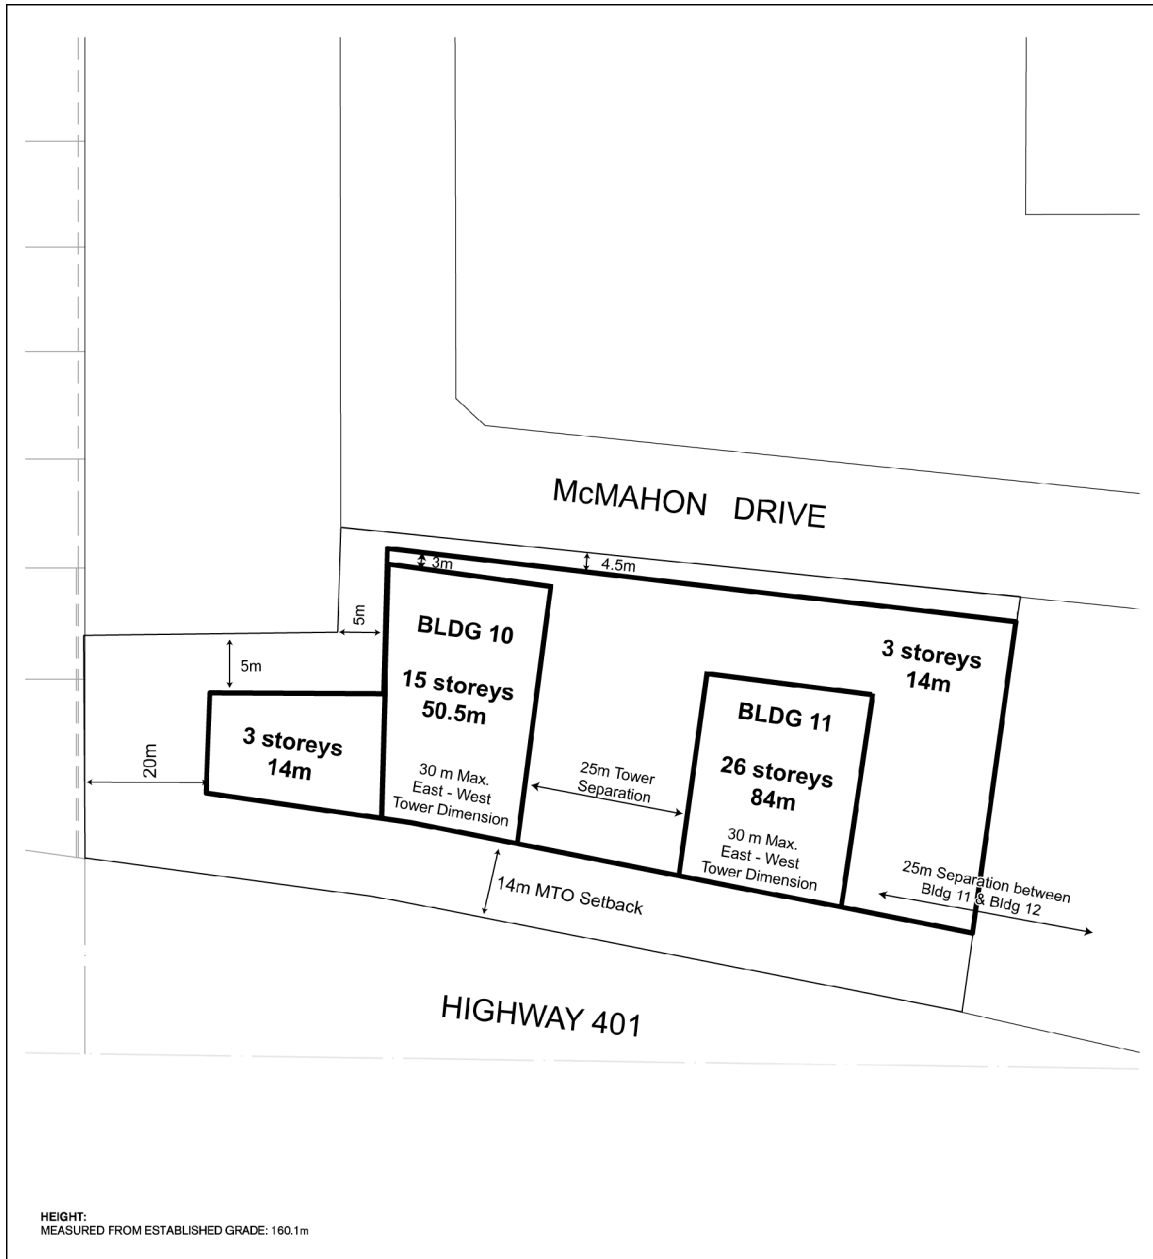 McMAHON DRIVE
3m
4.5m
5m
BLDG 10
5m
15 storeys
50.5m
3 storeys
14m
BLDG 11
3 storeys
14m
20m
30 m Max.
East - West
Tower Dimension
25m Tower
Separation
26 storeys
84m
30 m Max.
East - West
Tower Dimension
25m Separation between
Bldg 11 & Bldg 12
14m MTO Setback
HIGHWAY 401
HEIGHT:
MEASURED FROM ESTABLISHED GRADE: 160.1m